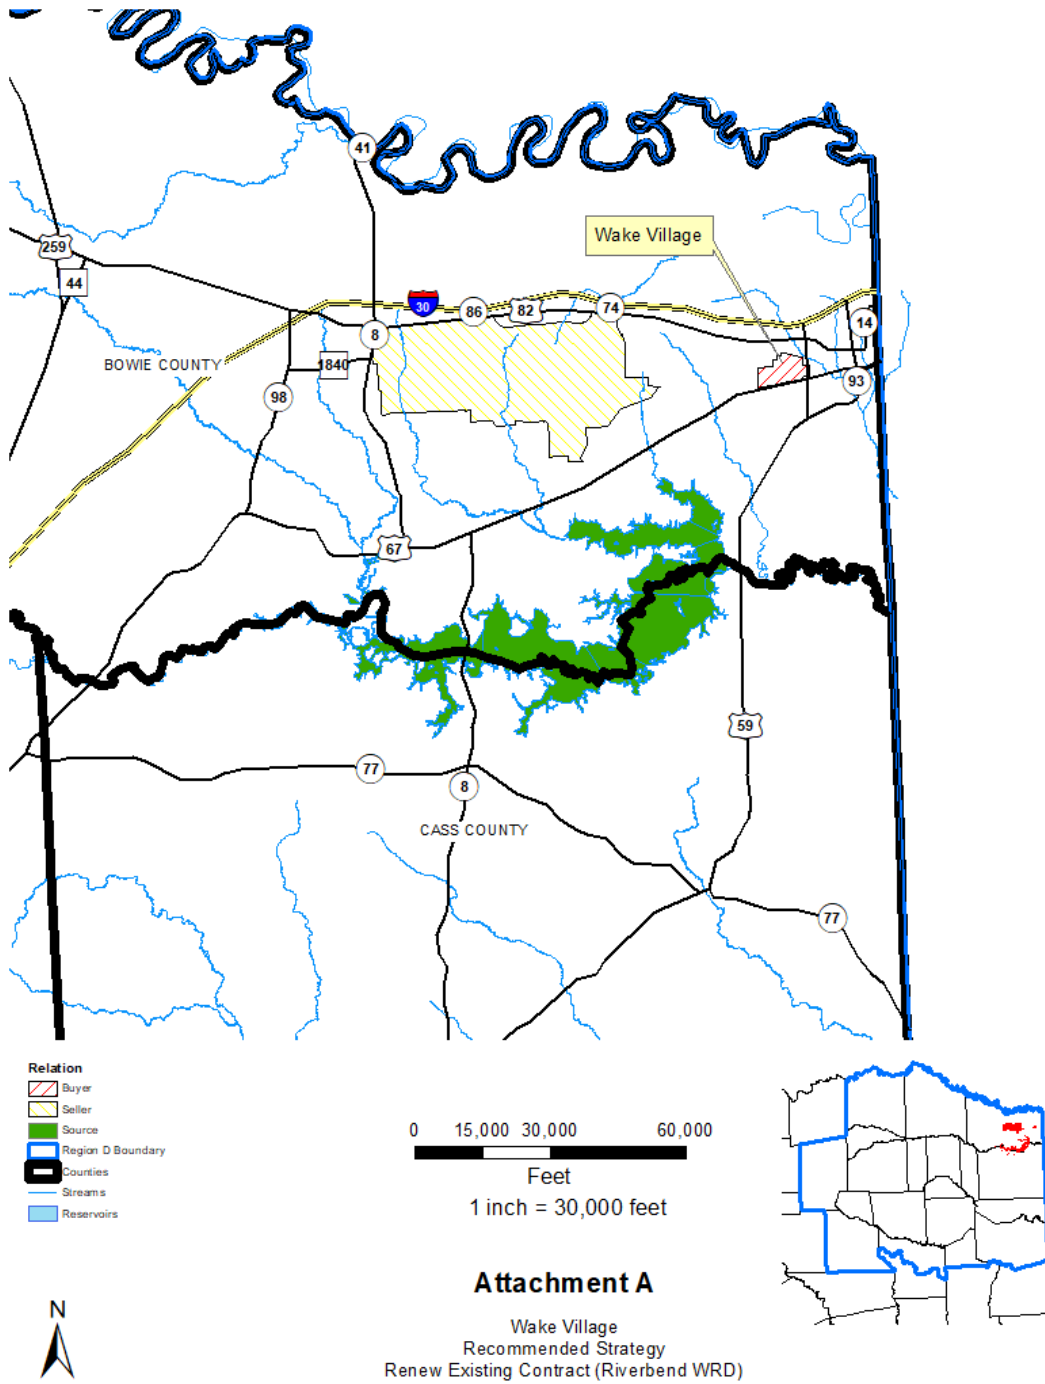 41
259
44
Wake Village
30
86
82
74
14
8
BOWIE COUNTY
1840
98
93
67
59
77
8
CASS COUNTY
77
Relation
Buyer
Seller
Source
Region D Boundary
Counties
Streams
Reservoirs
0 15,000 30,000 60,000
Feet
1 inch = 30,000 feet
N
Attachment A
Wake Village
Recommended Strategy
Renew Existing Contract (Riverbend WRD)